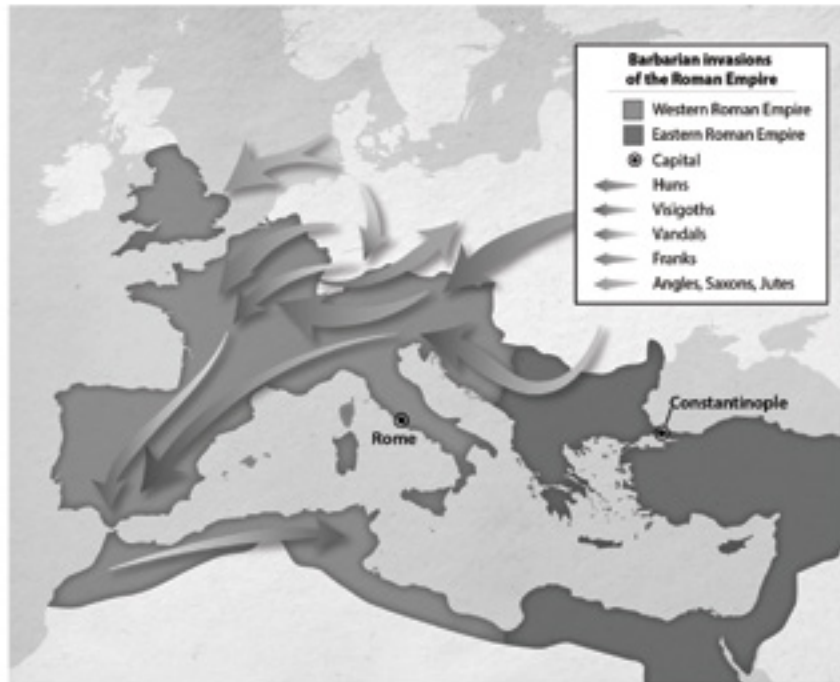 Barbarian invasions
of the Roman Empire
Western Roman Empire
Eastern Roman Empire
Capital
Huns
Visigoths
Vandals
Franks
Angles, Saxons, Jutes
Constantinople
Rome